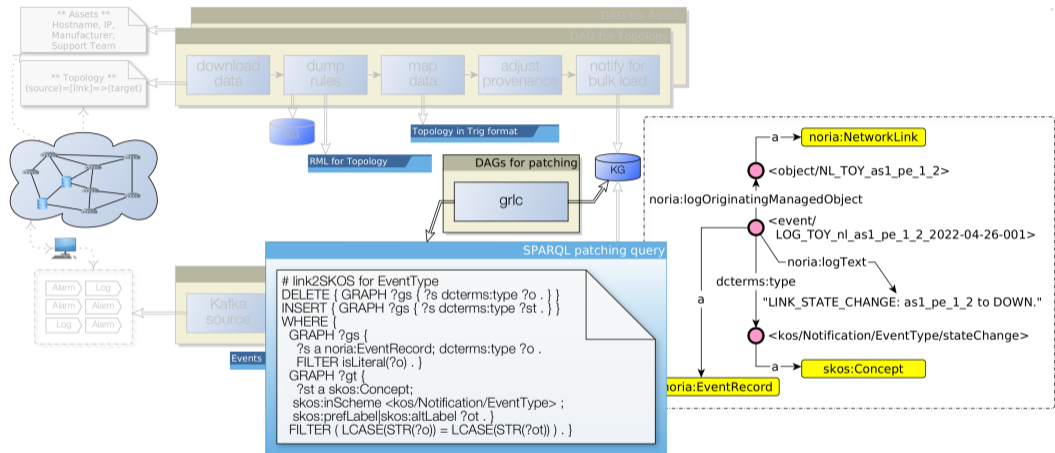 ** Assets **
Hostname, IP,
Manufacturer,
Support Team
** Topology **
(source)=[link]=>(target)
DAG for Assets
DAG for Topology
download
data
dump
rules
map
data
adjust
provenance
notify for
bulk load
Topology in Trig format
RML for Topology
DAGs for patching
grlc
KG
Alarm
Log
Alarm
Alarm
Log
Alarm
Kafka
source
Events
SPARQL patching query
# link2SKOS for EventType
DELETE { GRAPH ?gs { ?s dcterms:type ?o . } }
INSERT { GRAPH ?gs { ?s dcterms:type ?st . } }
WHERE {
GRAPH ?gs {
?s a noria:EventRecord; dcterms:type ?o .
FILTER isLiteral(?o) . }
GRAPH ?gt {
?st a skos:Concept;
skos:inScheme <kos/Notification/EventType> ;
skos:prefLabel|skos:altLabel ?ot . }
FILTER ( LCASE(STR(?o)) = LCASE(STR(?ot)) ) . }
a
noria:NetworkLink
<object/NL_TOY_as1_pe_1_2>
noria:logOriginatingManagedObject
<event/
LOG_TOY_nl_as1_pe_1_2_2022-04-26-001>
noria:logText
dcterms:type
a
"LINK_STATE_CHANGE: as1_pe_1_2 to DOWN."
<kos/Notification/EventType/stateChange>
a
skos:Concept
noria:EventRecord